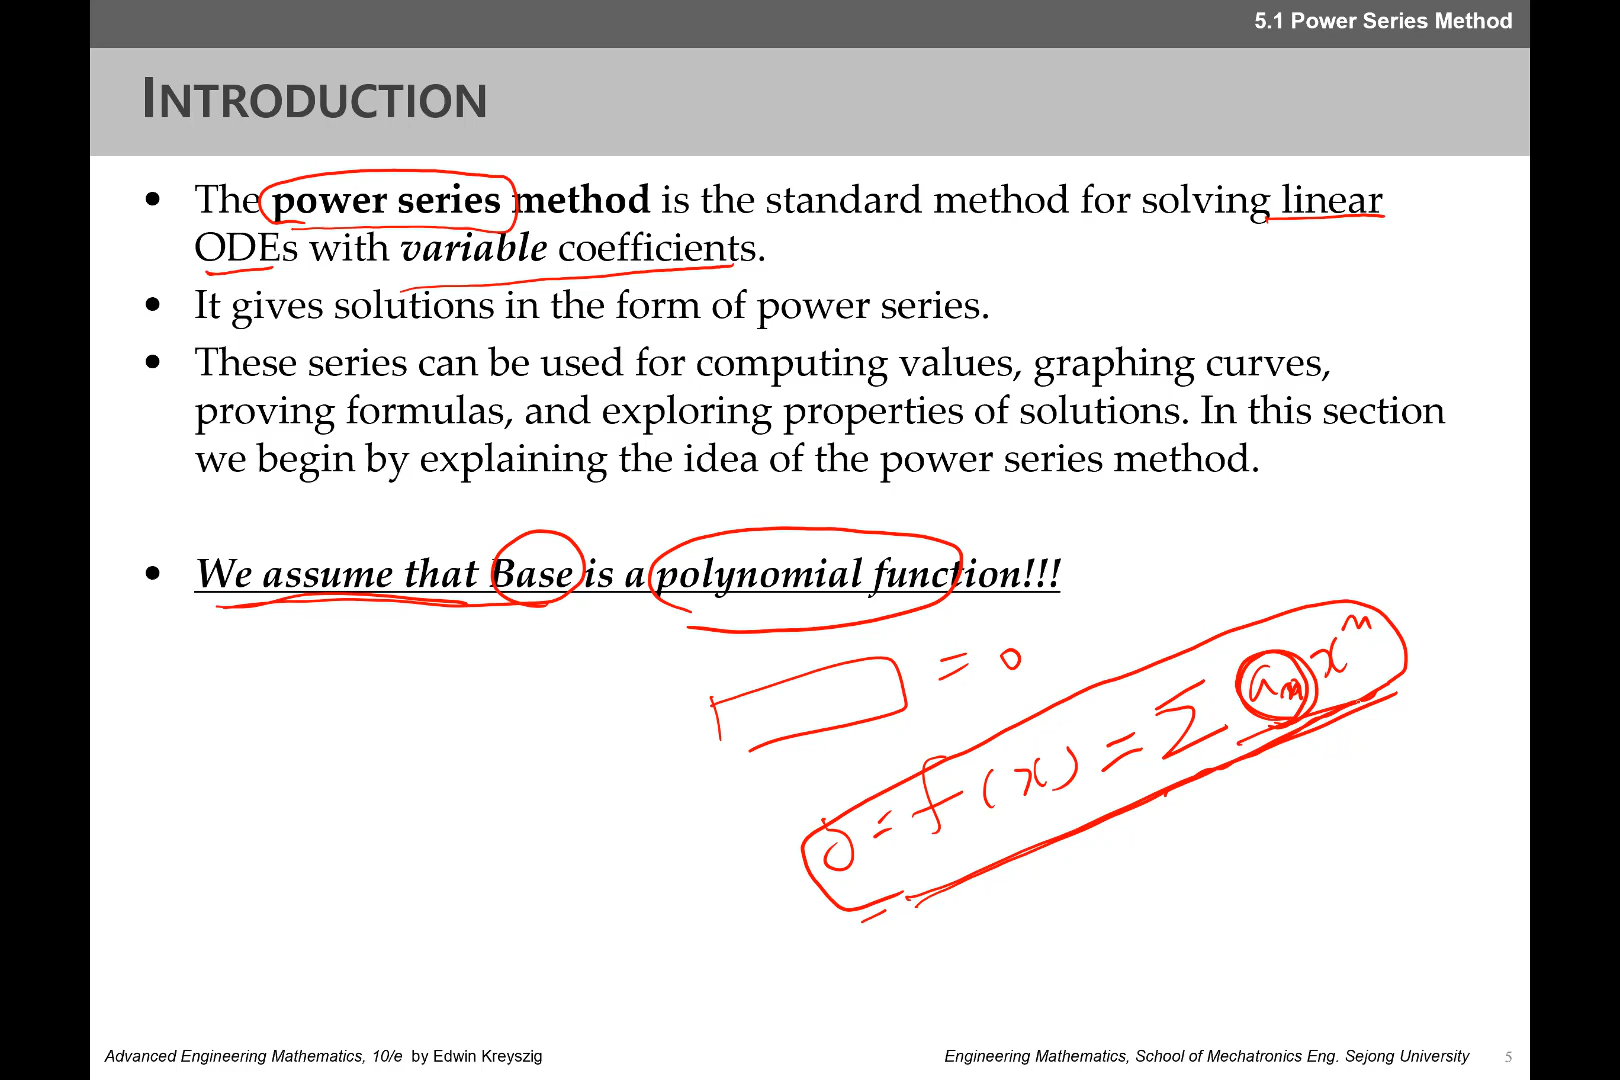 5.1 Power Series Method
INTRODUCTION
• The power series method is the standard method for solving linear
ODEs with variable coefficients.
• It gives solutions in the form of power series.
• These series can be used for computing values, graphing curves,
proving formulas, and exploring properties of solutions. In this section
we begin by explaining the idea of the power series method.
• We assume that Base is a polynomial function!!!
= 0
= f(x) = Σ x
Advanced Engineering Mathematics, 10/e by Edwin Kreyszig
Engineering Mathematics, School of Mechatronics Eng. Sejong University 5